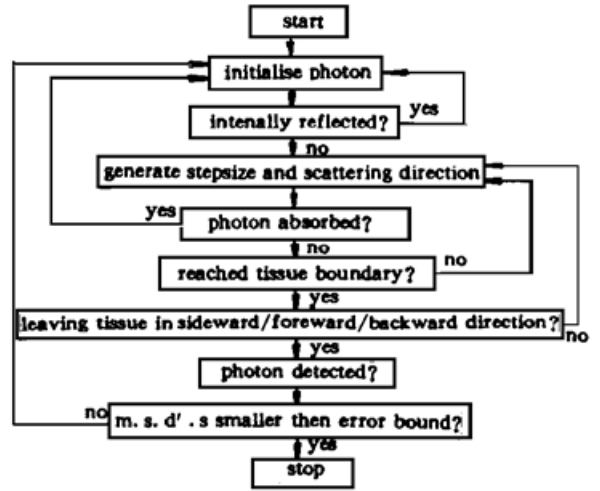 start
initialise photon
intenally reflected?
yes
no
generate stepsize and scattering direction
yes
photon absorbed?
no
reached tissue boundary?
no
yes
leaving tissue in sideward/foreward/backward direction?
no
yes
photon detected?
no
m. s. d'. s smaller then error bound?
yes
stop